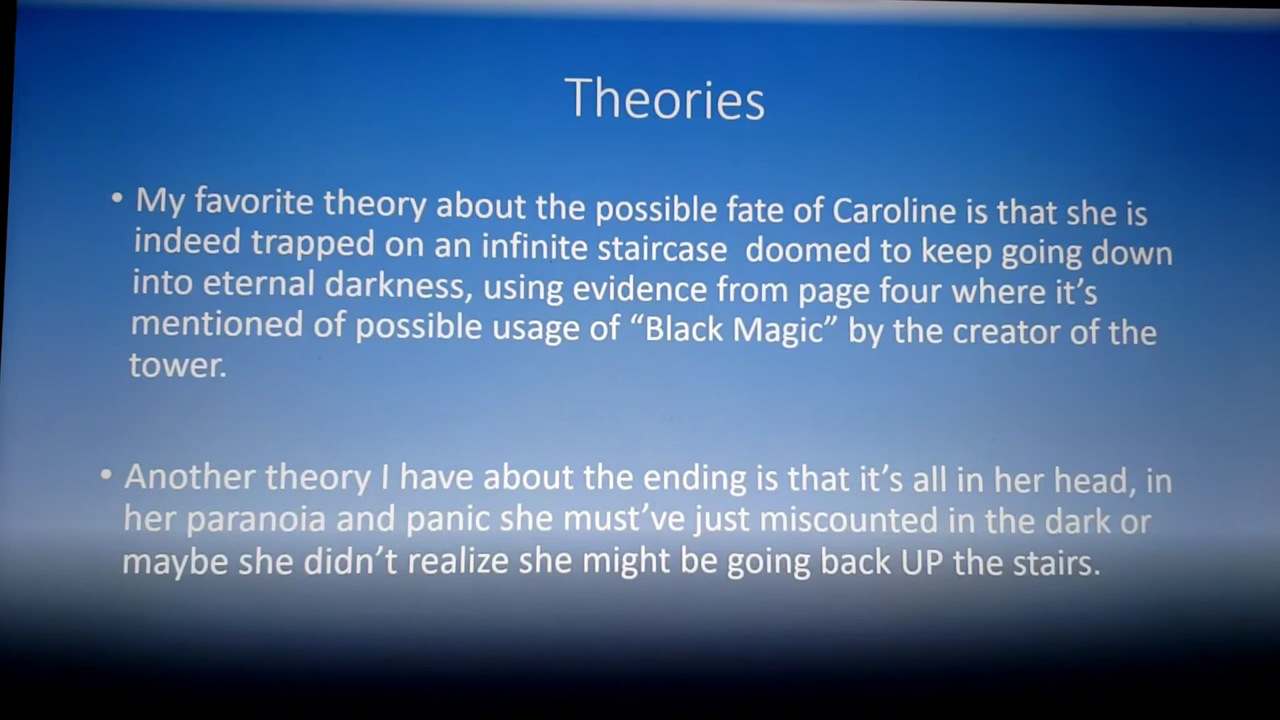 Theories
• My favorite theory about the possible fate of Caroline is that she is
indeed trapped on an infinite staircase doomed to keep going down
into eternal darkness, using evidence from page four where it's
mentioned of possible usage of “Black Magic” by the creator of the
tower.
• Another theory I have about the ending is that it's all in her head, in
her paranoia and panic she must've just miscounted in the dark or
maybe she didn't realize she might be going back UP the stairs.